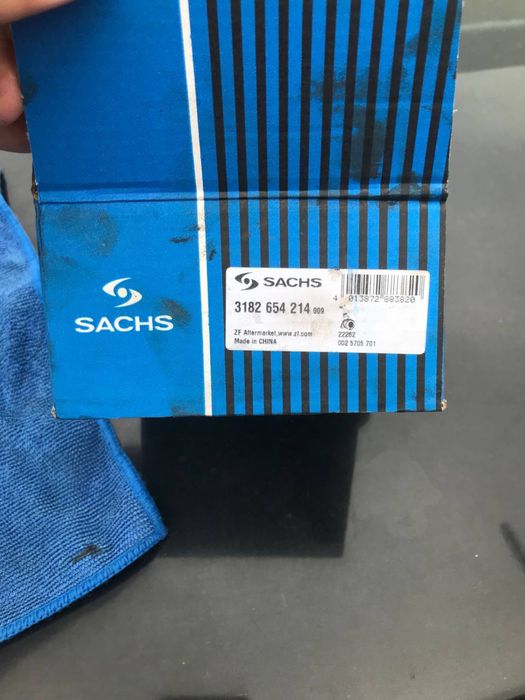 SACHS
SACHS
3182 654 214 009
4 013872 883820
ZF Aftermarket,www.zf.com
Made in CHINA
22262
002 5705 701